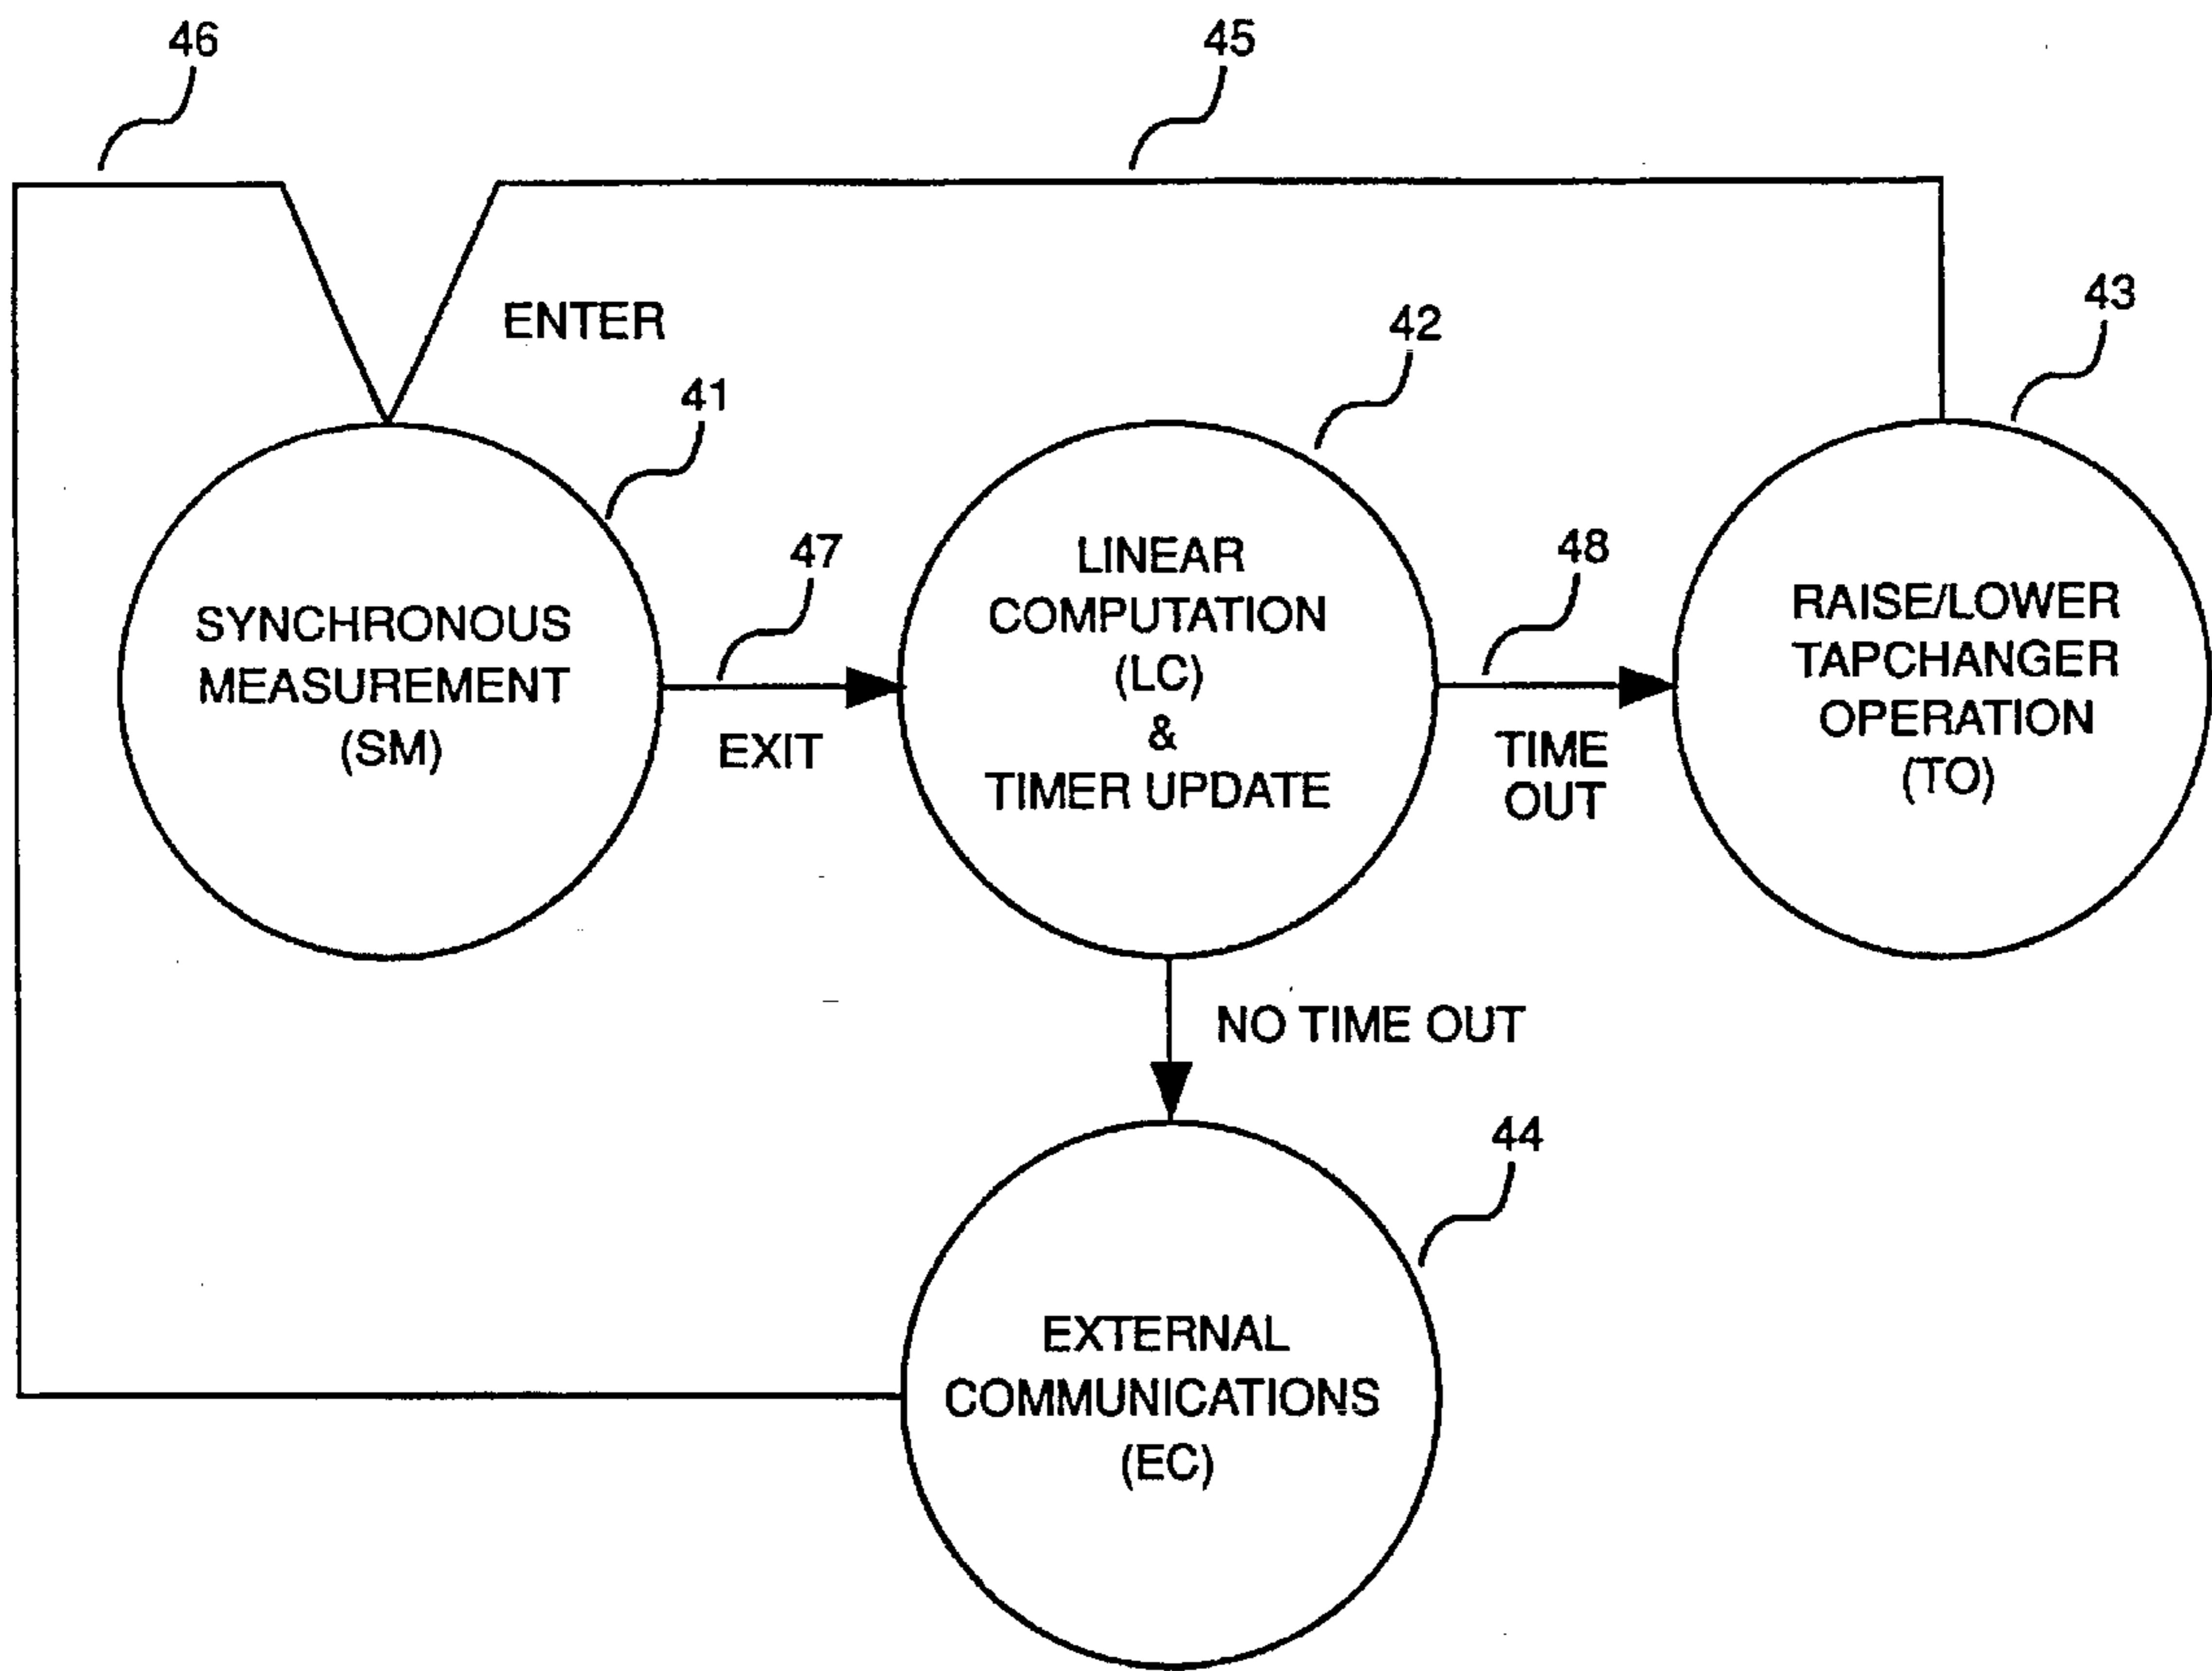 46
45
ENTER
41
42
43
47
48
SYNCHRONOUS
MEASUREMENT
(SM)
EXIT
LINEAR
COMPUTATION
(LC)
&
TIMER UPDATE
TIME
OUT
RAISE/LOWER
TAPCHANGER
OPERATION
(TO)
NO TIME OUT
44
EXTERNAL
COMMUNICATIONS
(EC)